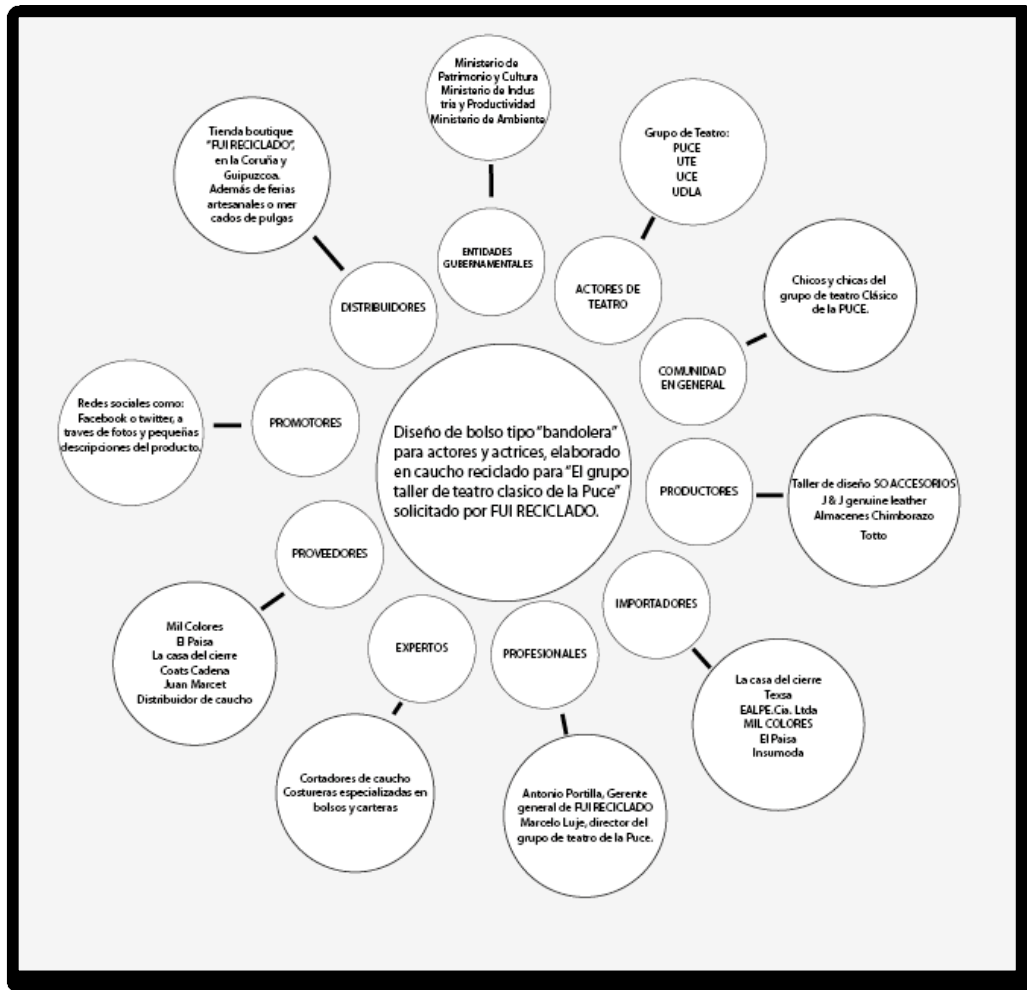 Ministerio de
Patrimonio y Cultura
Ministerio de Indus
tria y Productividad
Ministerio de Ambiente
ENTIDADES
GUBERNAMENTALES
Grupo de Teatro:
PUCE
UTE
UCE
UDLA
ACTORES DE
TEATRO
Chicos y chicas del
grupo de teatro Clásico
de la PUCE.
COMUNIDAD
EN GENERAL
Taller de diseño SO ACCESORIOS
J & J genuine leather
Almacenes Chimborazo
Totto
PRODUCTORES
La casa del cierre
Texsa
EALPE.Cia. Ltda
MIL COLORES
El Paisa
Insumoda
IMPORTADORES
Antonio Portilla, Gerente
general de FUI RECICLADO
Marcelo Luje, director del
grupo de teatro de la Puce.
PROFESIONALES
Cortadores de caucho
Costureras especializadas en
bolsos y carteras
EXPERTOS
Mil Colores
El Paisa
La casa del cierre
Coats Cadena
Juan Marcet
Distribuidor de caucho
PROVEEDORES
Redes sociales como:
Facebook o twitter, a
traves de fotos y pequeñas
descripciones del producto.
PROMOTORES
Tienda boutique
"FUI RECICLADO",
en la Coruña y
Guipuzcoa.
Además de ferias
artesanales o mer
cados de pulgas
DISTRIBUIDORES
Diseño de bolso tipo "bandolera"
para actores y actrices, elaborado
en caucho reciclado para "El grupo
taller de teatro clasico de la Puce"
solicitado por FUI RECICLADO.